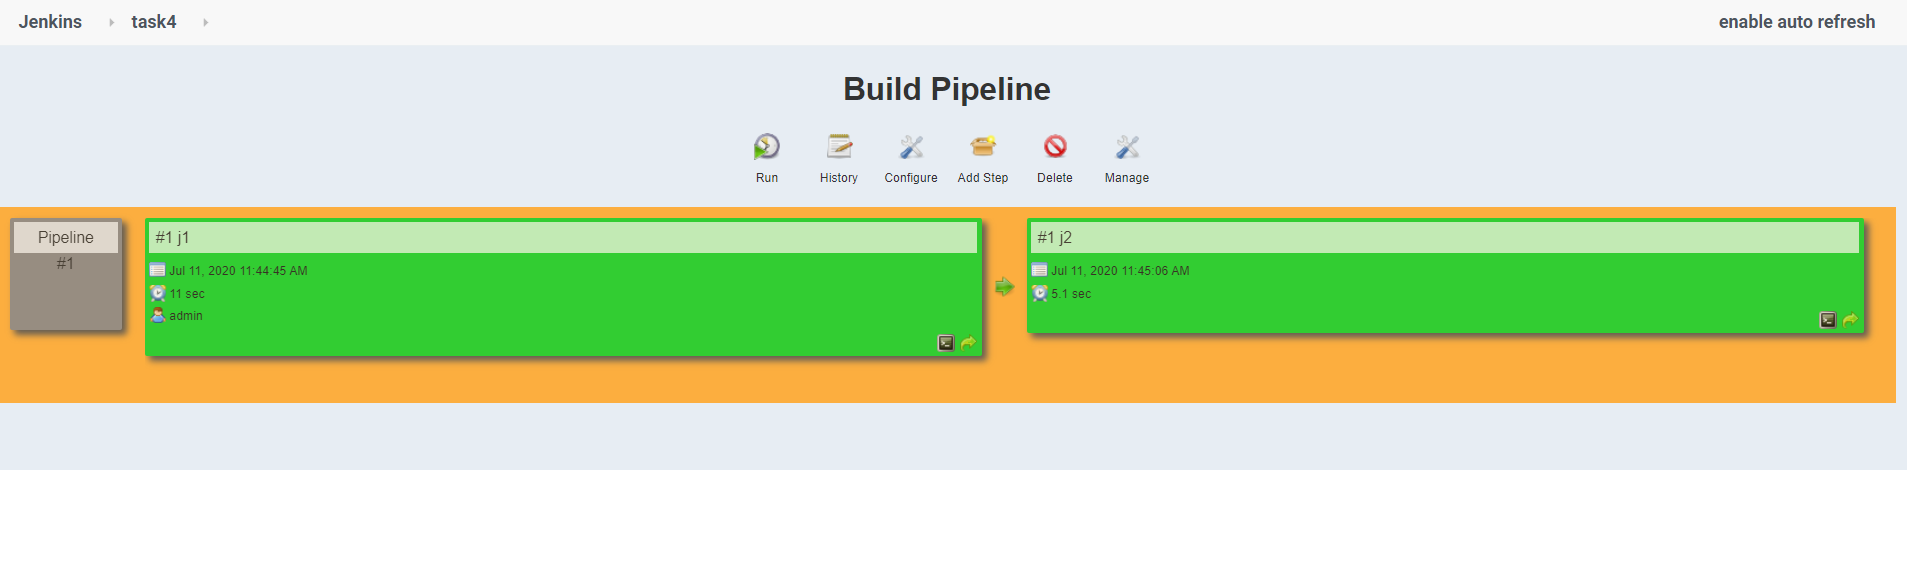 Jenkins task4 enable auto refresh
Build Pipeline
Run History Configure Add Step Delete Manage
Pipeline
#1
#1 j1
Jul 11, 2020 11:44:45 AM
11 sec
admin
#1 j2
Jul 11, 2020 11:45:06 AM
5.1 sec